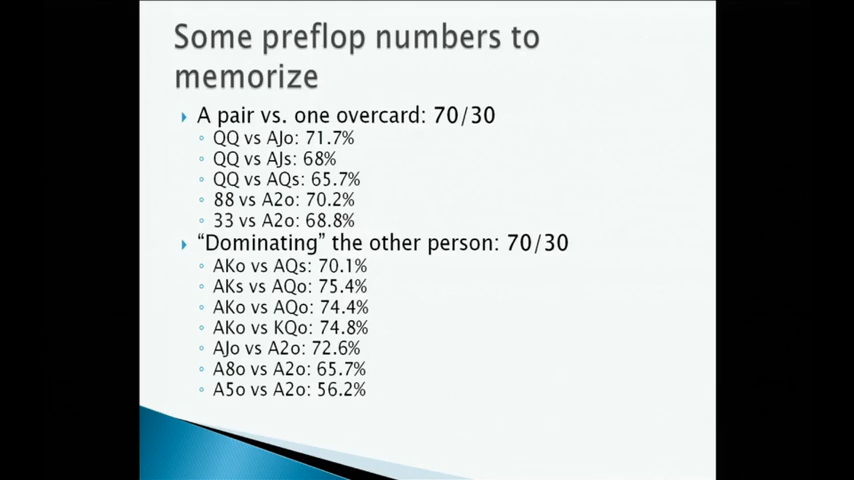 Some preflop numbers to
memorize
A pair vs. one overcard: 70/30
QQ vs AJo: 71.7%
QQ vs AJs: 68%
QQ vs AQs: 65.7%
88 vs A2o: 70.2%
33 vs A2o: 68.8%
“Dominating” the other person: 70/30
AKo vs AQs: 70.1%
AKs vs AQo: 75.4%
AKo vs AQo: 74.4%
AKo vs KQo: 74.8%
AJo vs A2o: 72.6%
A8o vs A2o: 65.7%
A5o vs A2o: 56.2%